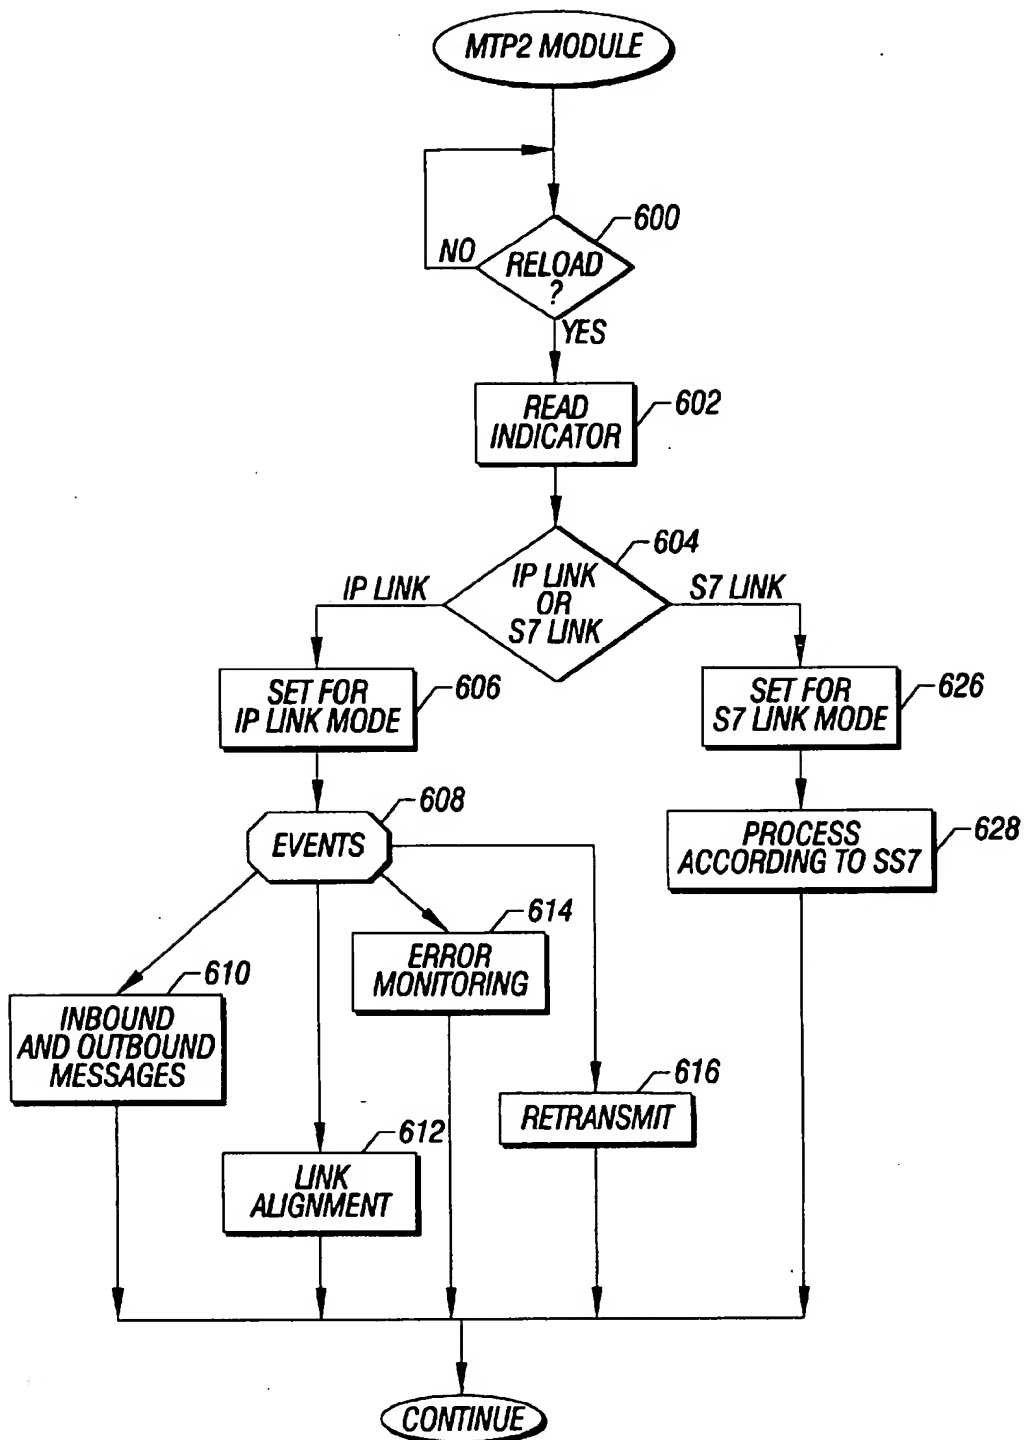 MTP2 MODULE
600
NO
RELOAD
?
YES
READ
INDICATOR
602
604
IP LINK
IP LINK
OR
S7 LINK
S7 LINK
SET FOR
IP LINK MODE
606
SET FOR
S7 LINK MODE
626
EVENTS
608
PROCESS
ACCORDING TO SS7
628
614
ERROR
MONITORING
610
INBOUND
AND OUTBOUND
MESSAGES
616
RETRANSMIT
612
LINK
ALIGNMENT
CONTINUE